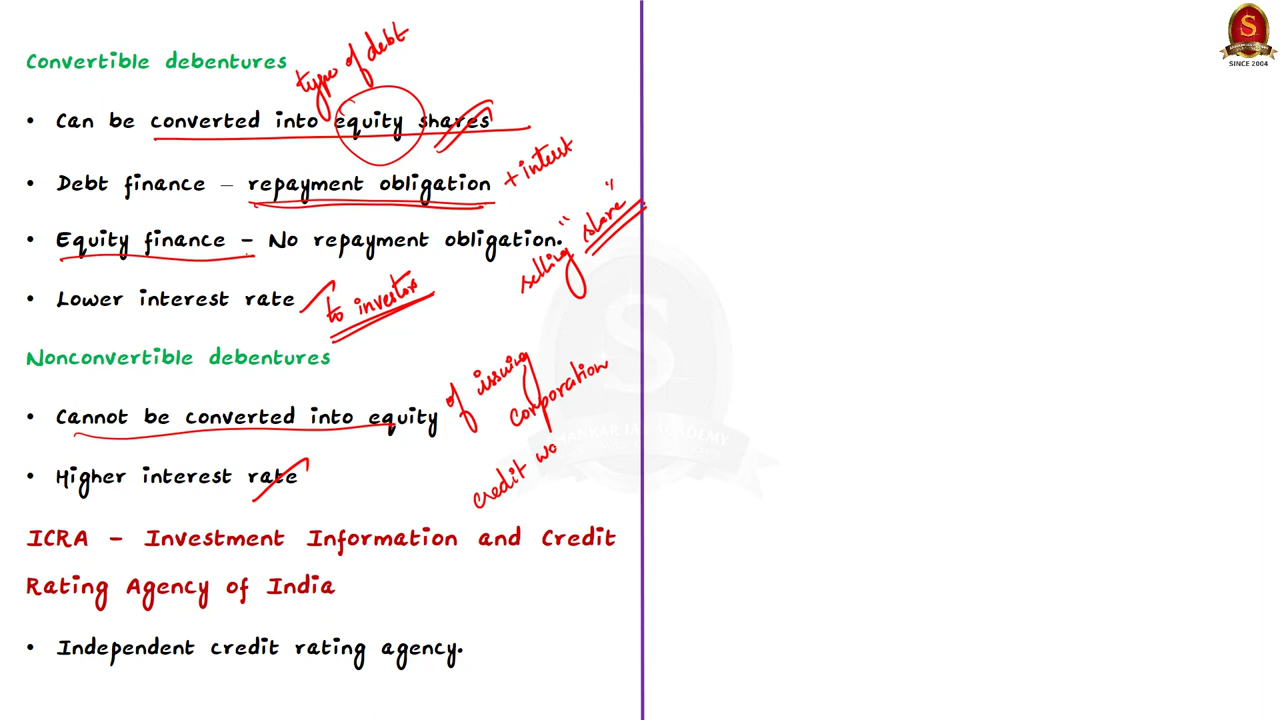 Convertible debentures
type of debt
• Can be converted into equity shares
• Debt finance – repayment obligation
+ interest
• Equity finance – No repayment obligation.
selling "share"
• Lower interest rate
to investors
Nonconvertible debentures
• Cannot be converted into equity
of issuing
corporation
• Higher interest rate
credit wo
ICRA – Investment Information and Credit
Rating Agency of India
• Independent credit rating agency.
S
SINCE 2004